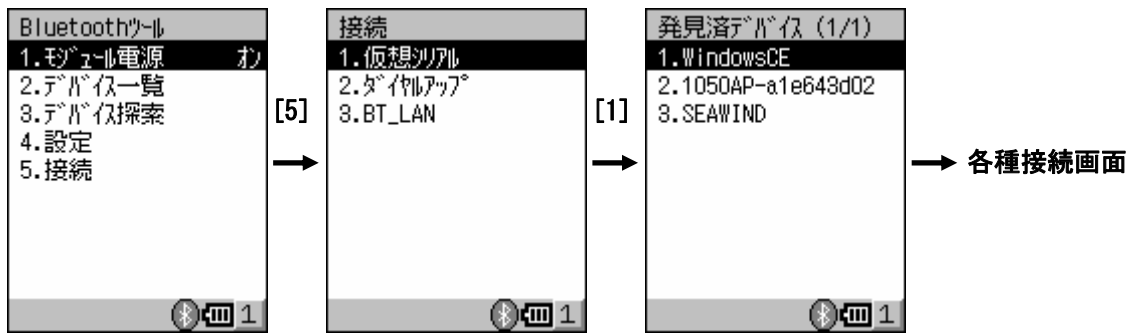 Bluetoothﾂｰﾙ
1.ﾓｼﾞｭｰﾙ電源 ｵﾝ
2.ﾃﾞﾊﾞｲｽ一覧
3.ﾃﾞﾊﾞｲｽ探索
4.設定
5.接続
1
[5]
接続
1.仮想ｼﾘｱﾙ
2.ﾀﾞｲﾔﾙｱｯﾌﾟ
3.BT_LAN
1
[1]
発見済ﾃﾞﾊﾞｲｽ (1/1)
1.WindowsCE
2.1050AP-a1e643d02
3.SEAWIND
1
各種接続画面